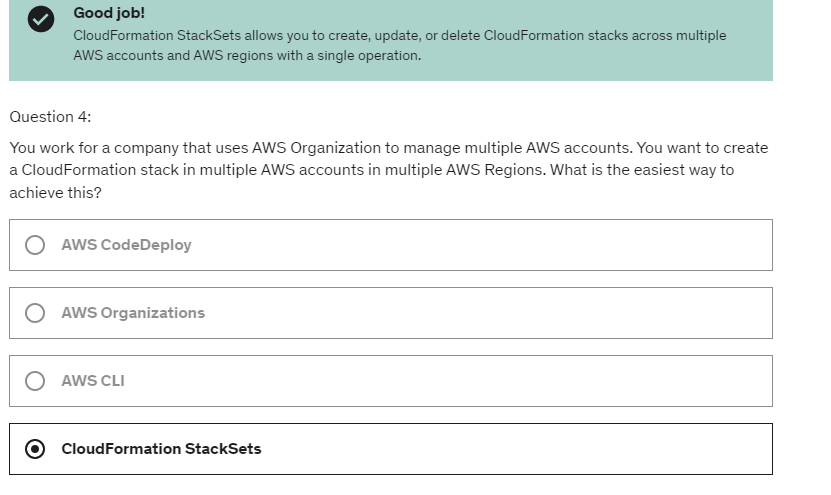 Good job!
CloudFormation StackSets allows you to create, update, or delete CloudFormation stacks across multiple
AWS accounts and AWS regions with a single operation.
Question 4:
You work for a company that uses AWS Organization to manage multiple AWS accounts. You want to create
a CloudFormation stack in multiple AWS accounts in multiple AWS Regions. What is the easiest way to
achieve this?
AWS CodeDeploy
AWS Organizations
AWS CLI
CloudFormation StackSets